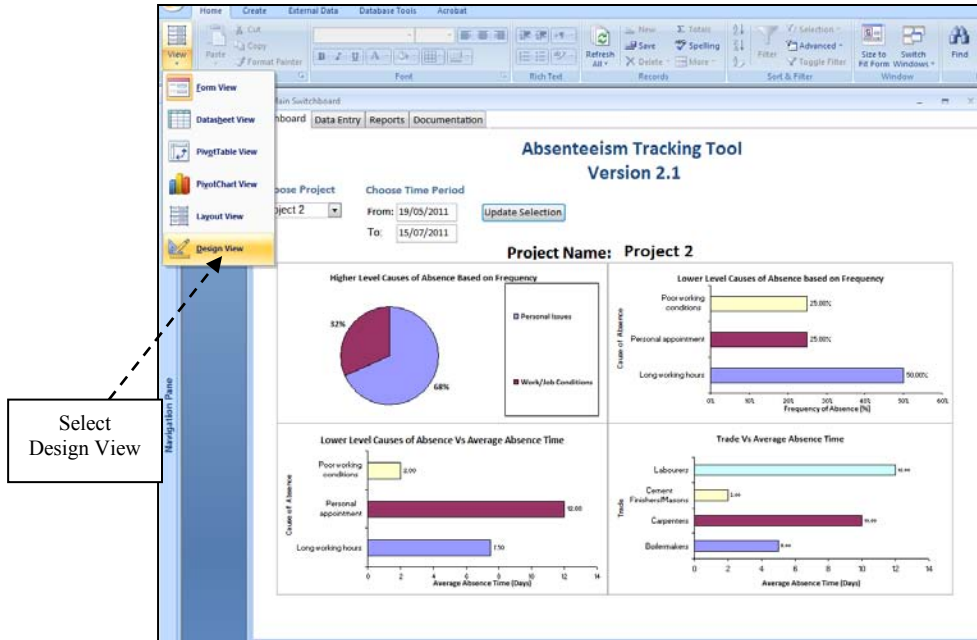 Home Create External Data Database Tools Acrobat
View
Paste
Cut
Copy
Format Painter
B I U A
Font
Rich Text
Refresh
All
New
Save
Delete
Totals
Spelling
More
Records
Filter
Selection
Advanced
Toggle Filter
Sort & Filter
Size to
Fit Form
Switch
Windows
Window
Find
Form View
Datasheet View
PivotTable View
PivotChart View
Layout View
Design View
Main Switchboard
hboard Data Entry Reports Documentation
Absenteeism Tracking Tool
Version 2.1
oose Project
Choose Time Period
oject 2
From: 19/05/2011
Update Selection
To: 15/07/2011
Project Name: Project 2
Select
Design View
Navigation Pane
Higher Level Causes of Absence Based on Frequency
32%
68%
Personal Issues
Work/Job Conditions
Lower Level Causes of Absence based on Frequency
Cause of Absence
Poor working
conditions
25.00%
Personal appointment
25.00%
Long working hours
50.00%
0% 10% 20% 30% 40% 50% 60%
Frequency of Absence (%)
Lower Level Causes of Absence Vs Average Absence Time
Cause of Absence
Poor working
conditions
2.00
Personal
appointment
12.00
Long working hours
7.50
0 2 4 6 8 10 12 14
Average Absence Time (Days)
Trade Vs Average Absence Time
Trade
Labourers
Cement
Finishers/Masons
Carpenters
Boilermakers
0 2 4 6 8 10 12 14
Average Absence Time (Days)